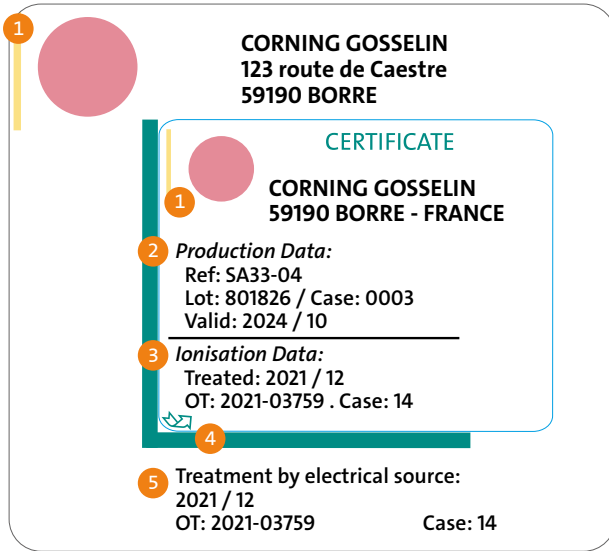 1
CORNING GOSSELIN
123 route de Caestre
59190 BORRE
CERTIFICATE
1
CORNING GOSSELIN
59190 BORRE - FRANCE
2 Production Data:
Ref: SA33-04
Lot: 801826 / Case: 0003
Valid: 2024 / 10
3 Ionisation Data:
Treated: 2021 / 12
OT: 2021-03759 . Case: 14
4
5 Treatment by electrical source:
2021 / 12
OT: 2021-03759 Case: 14